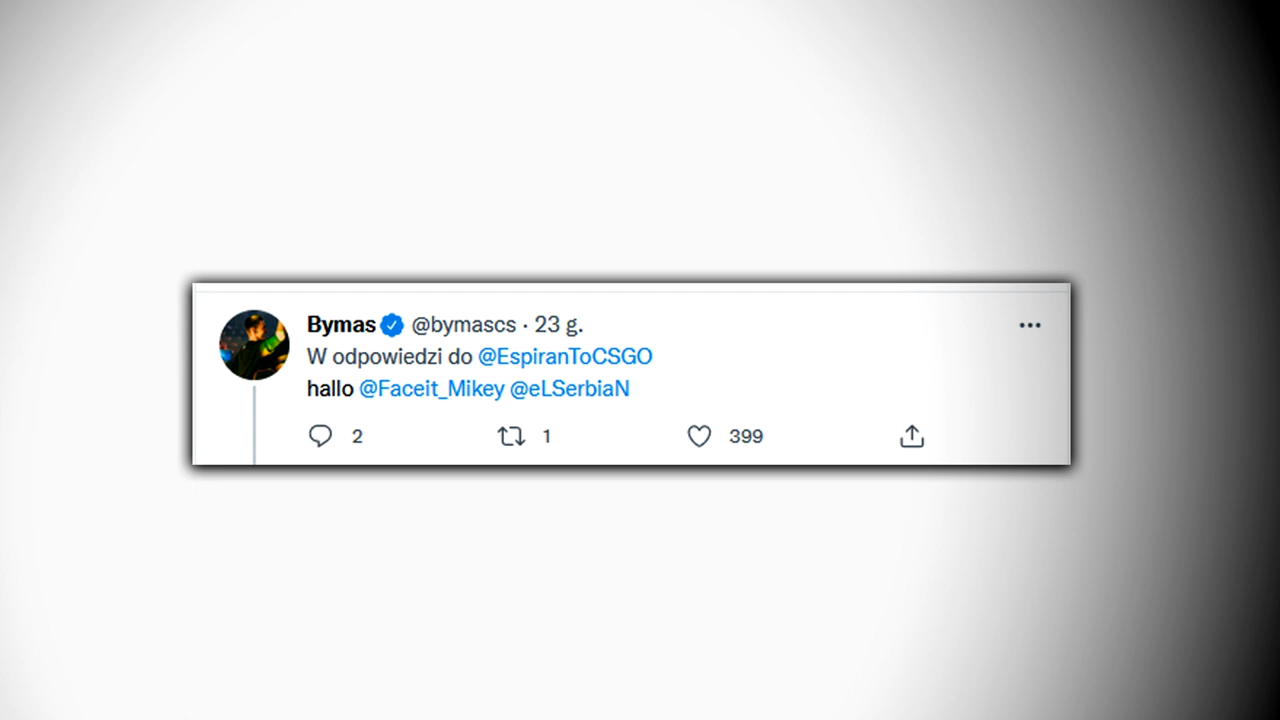 Bymas @bymascs · 23 g.
W odpowiedzi do @EspiranToCSGO
hallo @Faceit_Mikey @eLSerbiaN
2 1 399